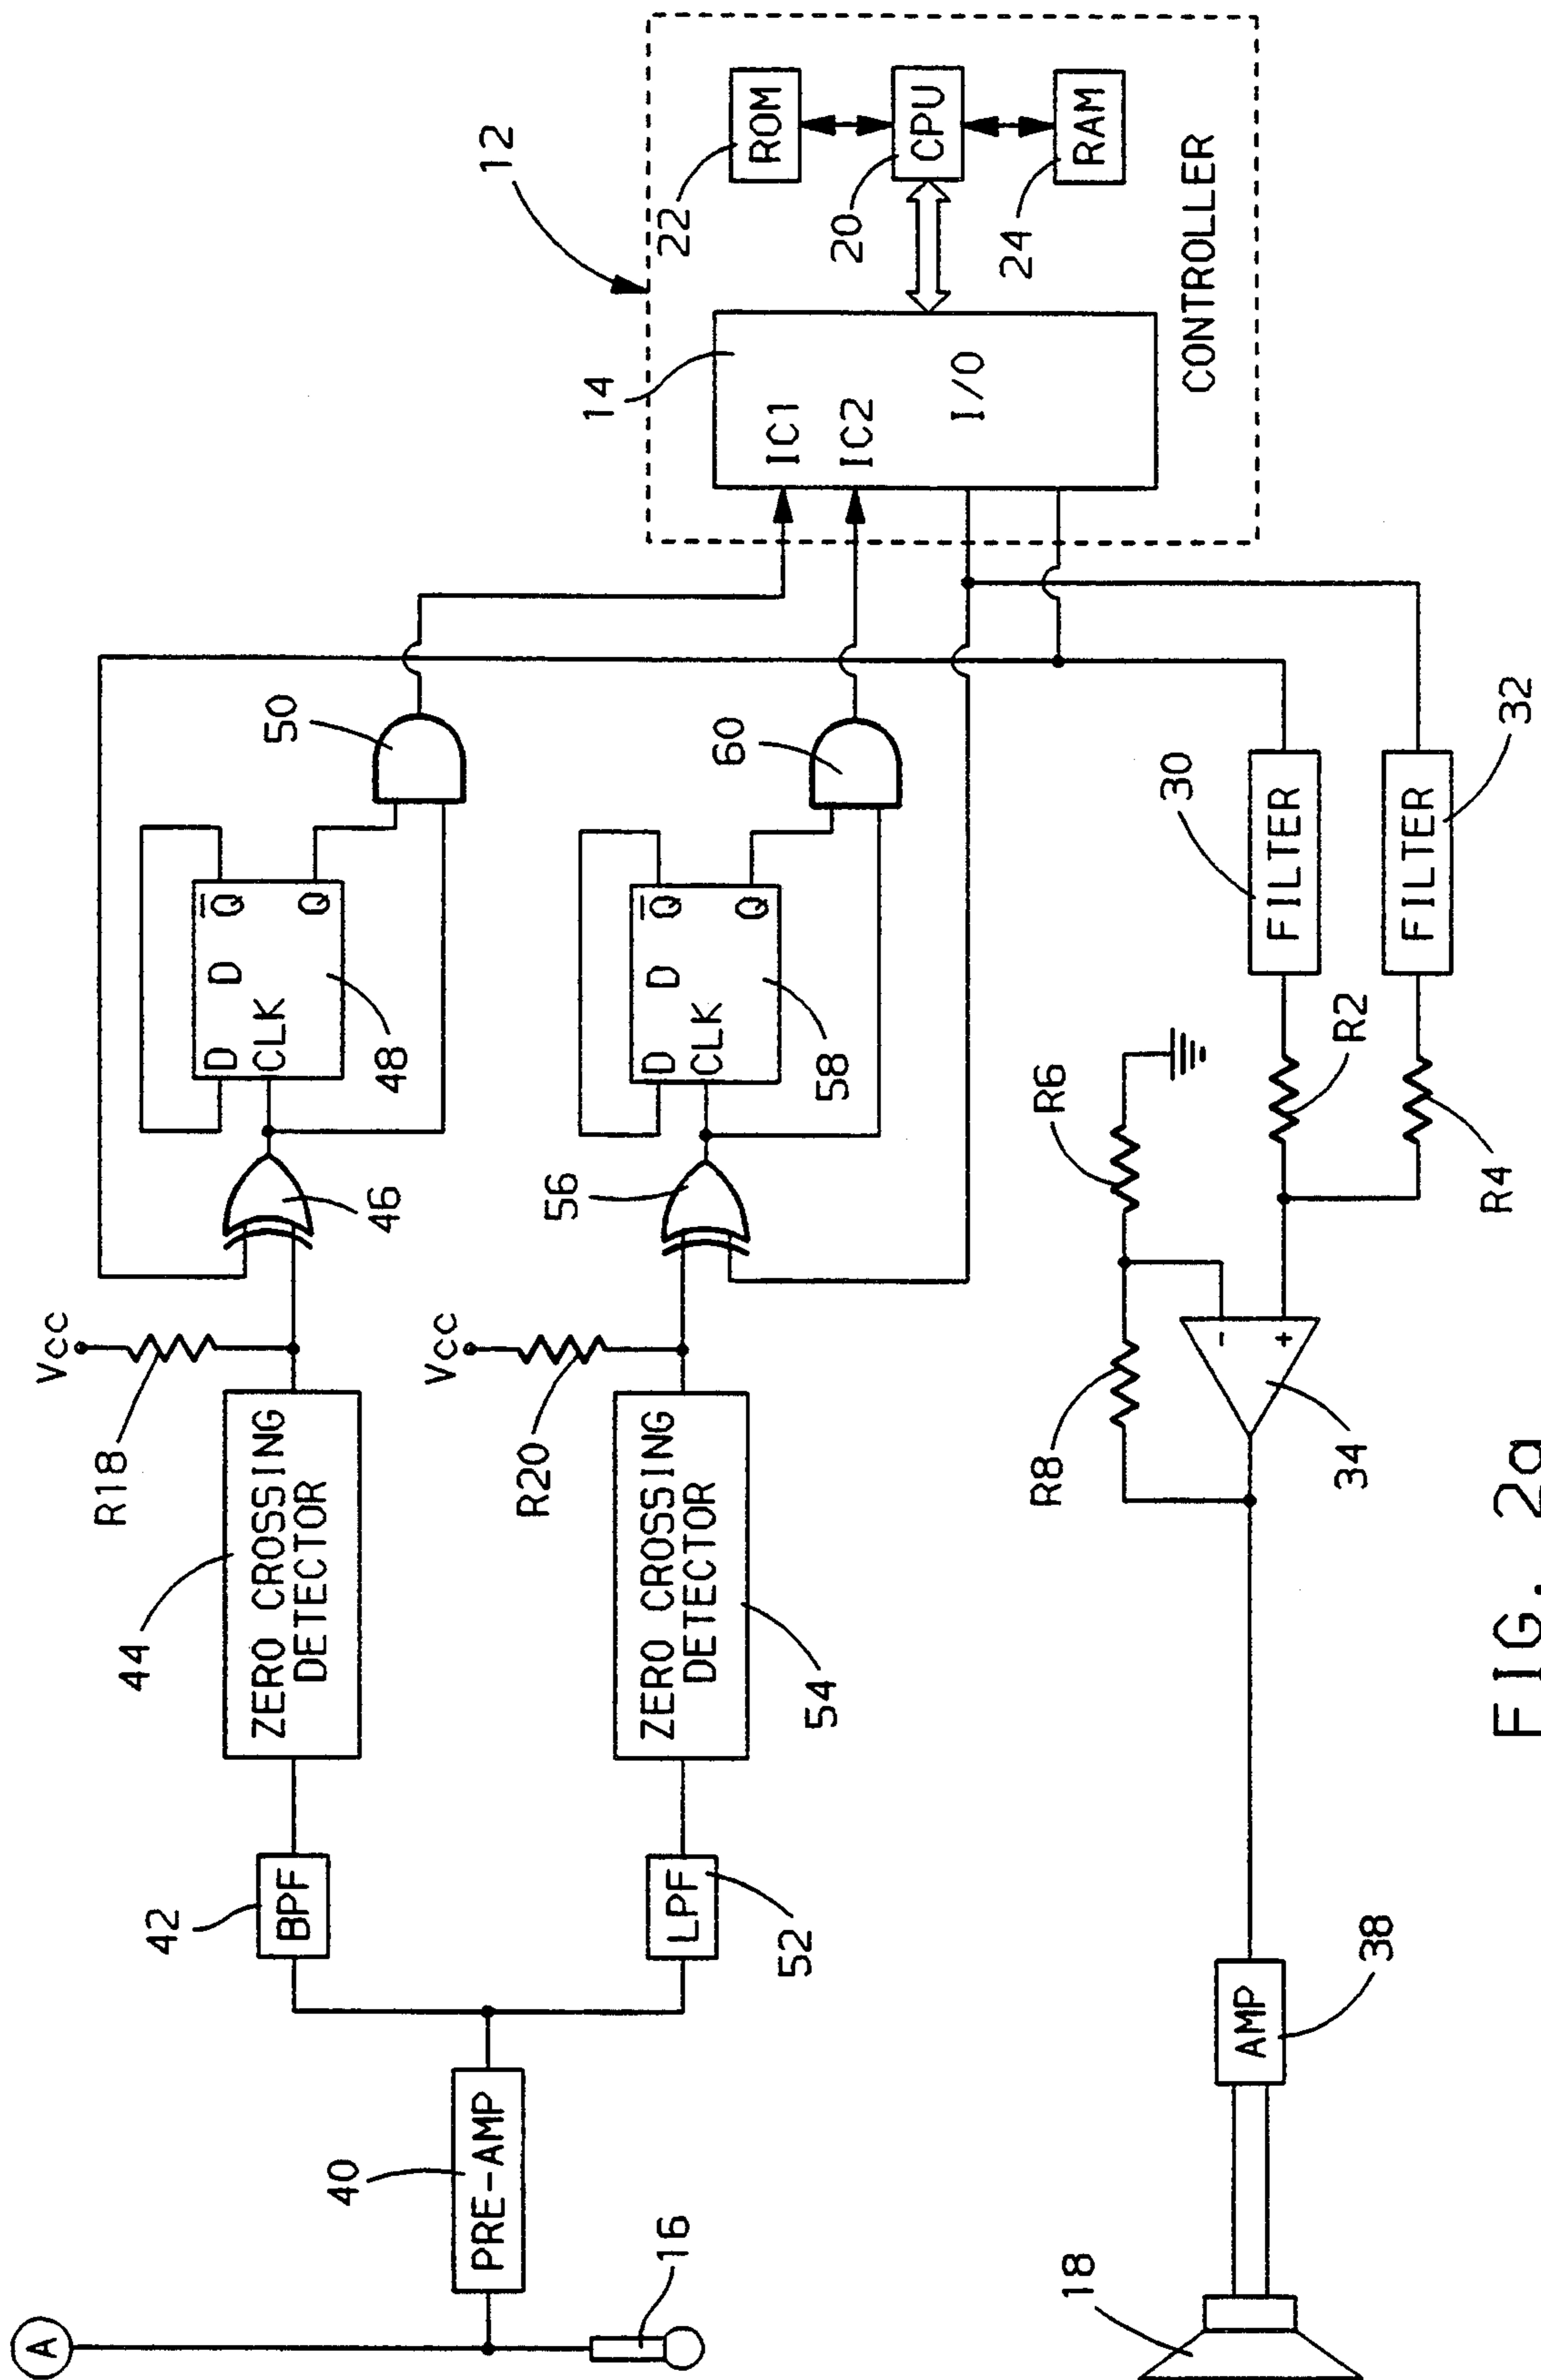 A
16
40
PRE-AMP
42
BPF
44
ZERO CROSSING
DETECTOR
Vcc
R18
46
D
CLK
D
Q̅
Q
48
50
52
LPF
54
ZERO CROSSING
DETECTOR
Vcc
R20
56
D
CLK
D
Q̅
Q
58
60
12
14
IC1
IC2
I/O
22
ROM
20
CPU
24
RAM
CONTROLLER
18
AMP
38
R8
R6
-
+
34
R2
R4
30
FILTER
FILTER
32
FIG. 2a